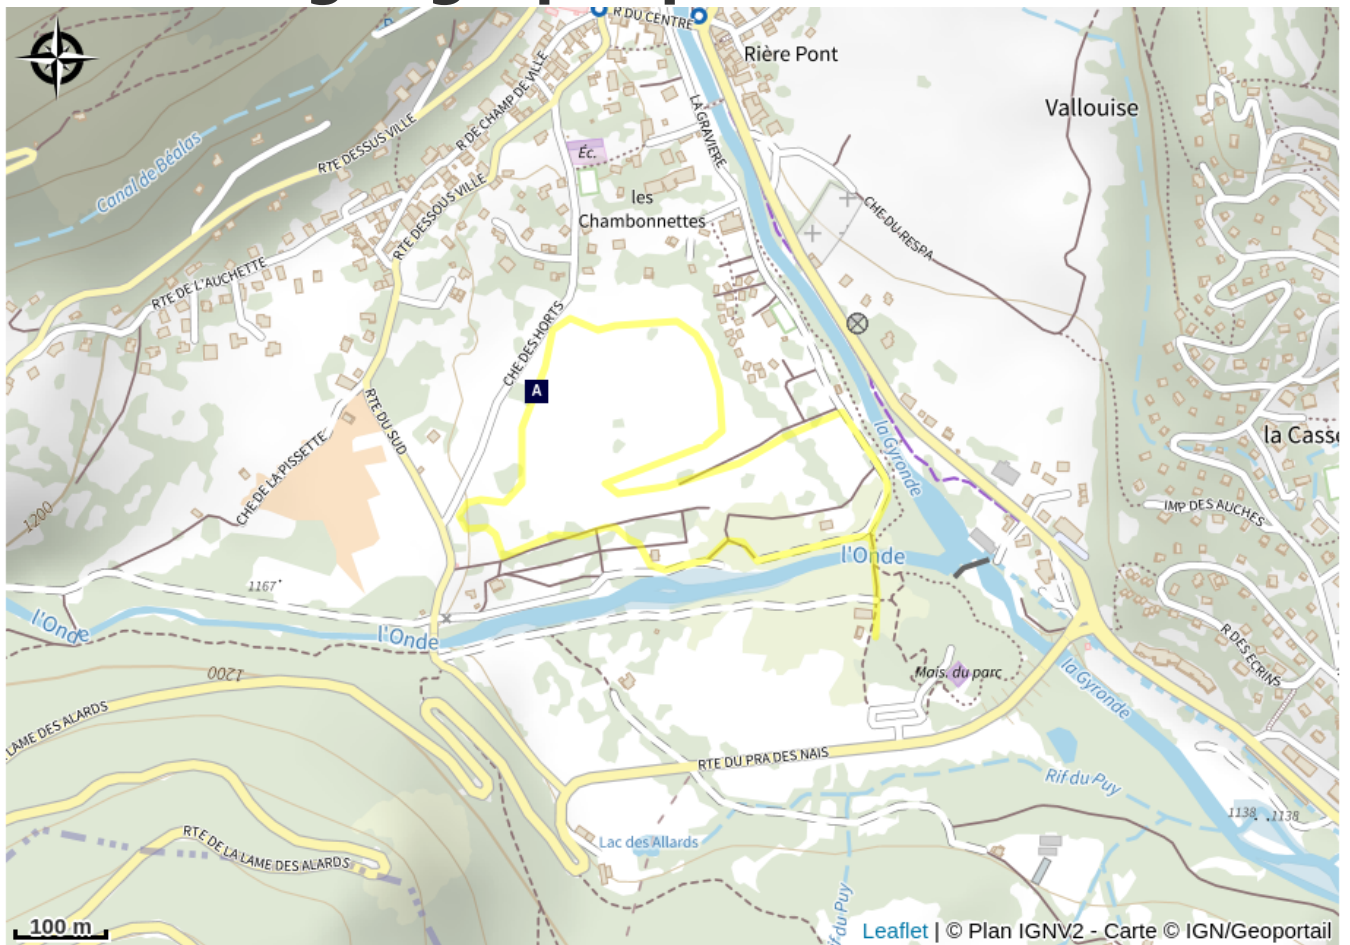 R DU CENTRE
Rière Pont
Vallouise
LA GRAVIERE
R DE CHAMP DE VILLE
RTE DESSUS VILLE
Canal de Béalas
Éc.
les
Chambonnettes
RTE DESSOUS VILLE
CHE DU RESPA
RTE DE L'AUCHETTE
CHE DES HORTS
A
RTE DU SUD
la Gyronde
la Casse
CHE DE LA PISSETTE
1200
IMP DES AUCHES
l'Onde
1167
l'Onde
l'Onde
R DES ECRINS
1200
Mais. du parc
la Gyronde
LAME DES ALARDS
RTE DU PRA DES NAIS
Rif du Puy
1138
1138
RTE DE LA LAME DES ALARDS
Lac des Allards
rif du Puy
100 m
Leaflet | © Plan IGNV2 - Carte © IGN/Geoportail